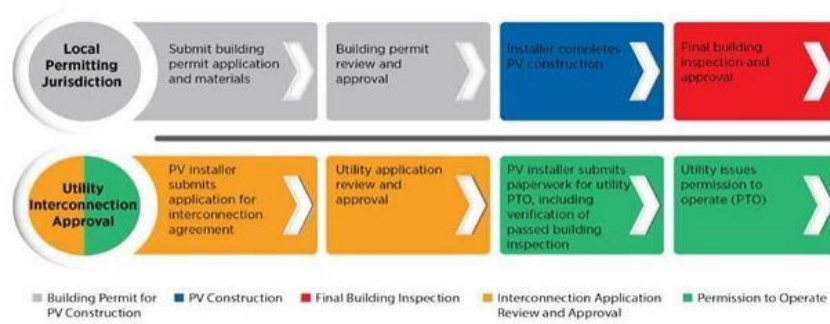 Local
Permitting
Jurisdiction
Submit building
permit application
and materials
Building permit
review and
approval
Installer completes
PV construction
Final building
inspection and
approval
Utility
Interconnection
Approval
PV installer
submits
application for
interconnection
agreement
Utility application
review and
approval
PV installer submits
paperwork for utility
PTO, including
verification of
passed building
inspection
Utility issues
permission to
operate (PTO)
Building Permit for
PV Construction
PV Construction
Final Building Inspection
Interconnection Application
Review and Approval
Permission to Operate